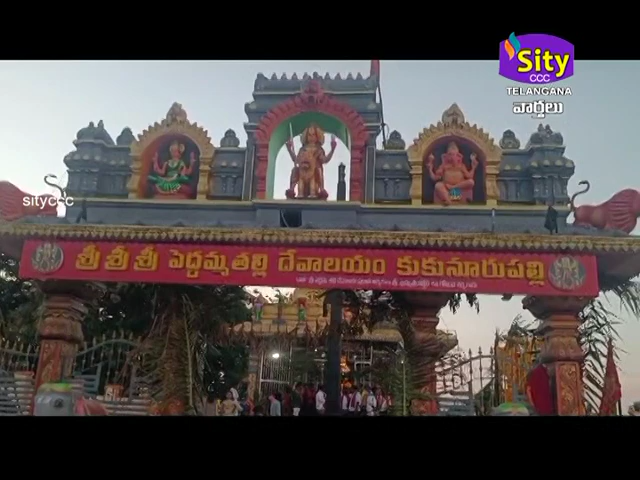 Sity
CCC
TELANGANA
వార్తలు
sityccc
శ్రీ శ్రీ శ్రీ పెద్దమ్మతల్లి దేవాలయం కుకునూరుపల్లి